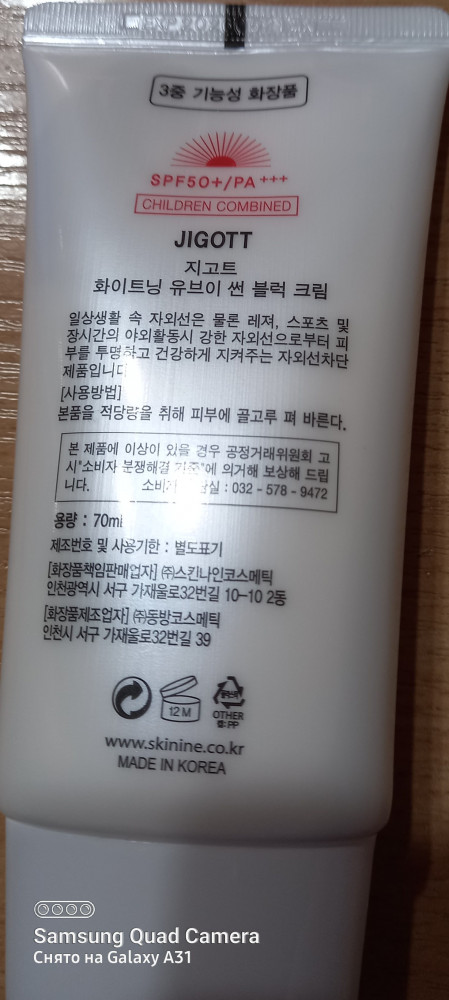 3중 기능성 화장품
SPF50+/PA+++
CHILDREN COMBINED
JIGOTT
지고트
화이트닝 유브이 썬 블럭 크림
일상생활 속 자외선은 물론 레져, 스포츠 및
장시간의 야외활동시 강한 자외선으로부터 피
부를 투명하고 건강하게 지켜주는 자외선차단
제품입니다
[사용방법]
본품을 적당량을 취해 피부에 골고루 펴 바른다.
본 제품에 이상이 있을 경우 공정거래위원회 고
시"소비자 분쟁해결 기준"에 의거해 보상해 드립
니다. : 032 - 578 - 9472
용량 : 70ml
제조번호 및 사용기한 : 별도표기
[화장품책임판매업자] ㈜스킨나인코스메틱
인천광역시 서구 가재울로32번길 10-10 2동
[화장품제조업자] ㈜동방코스메틱
인천시 서구 가재울로32번길 39
12M
OTHER
캡:PP
www.skinine.co.kr
MADE IN KOREA
Samsung Quad Camera
Снято на Galaxy A31